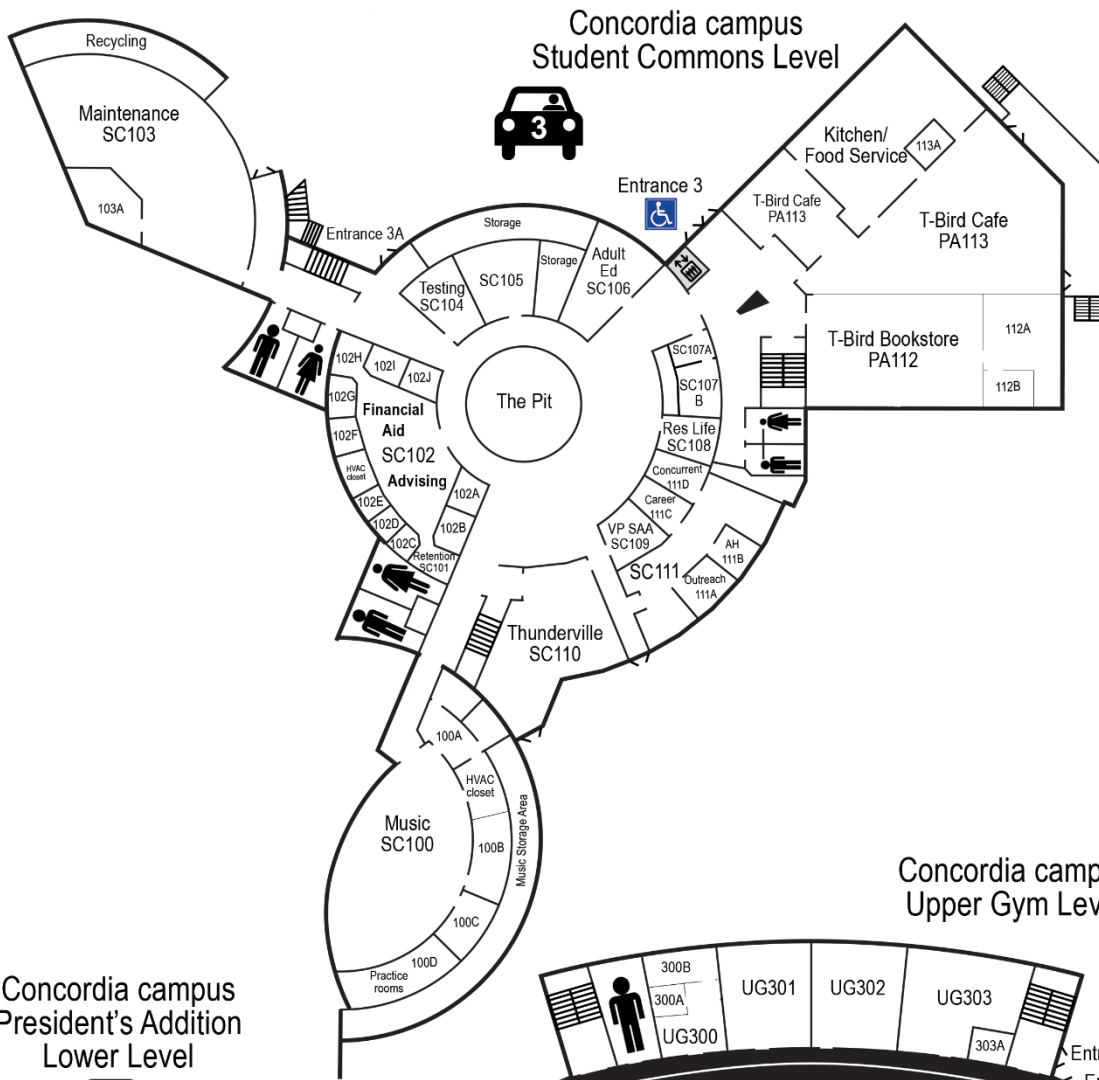 Concordia campus
Student Commons Level
Recycling
Maintenance
SC103
103A
3
Entrance 3
Entrance 3A
Kitchen/
Food Service
113A
T-Bird Cafe
PA113
T-Bird Cafe
PA113
Storage
Storage
Testing
SC104
SC105
Adult
Ed
SC106
T-Bird Bookstore
PA112
112A
112B
102H
102I
102J
102G
102F
HVAC
closet
102E
102D
102C
Financial
Aid
SC102
Advising
102A
102B
Retention
SC101
The Pit
SC107A
SC107
B
Res Life
SC108
Concurrent
111D
Career
111C
VP SAA
SC109
SC111
AH
111B
Outreach
111A
Thunderville
SC110
100A
HVAC
closet
Music
SC100
100B
Music Storage Area
100C
100D
Practice
rooms
Concordia camp
Upper Gym Lev
300B
300A
UG300
UG301
UG302
UG303
303A
Entr
Concordia campus
President's Addition
Lower Level